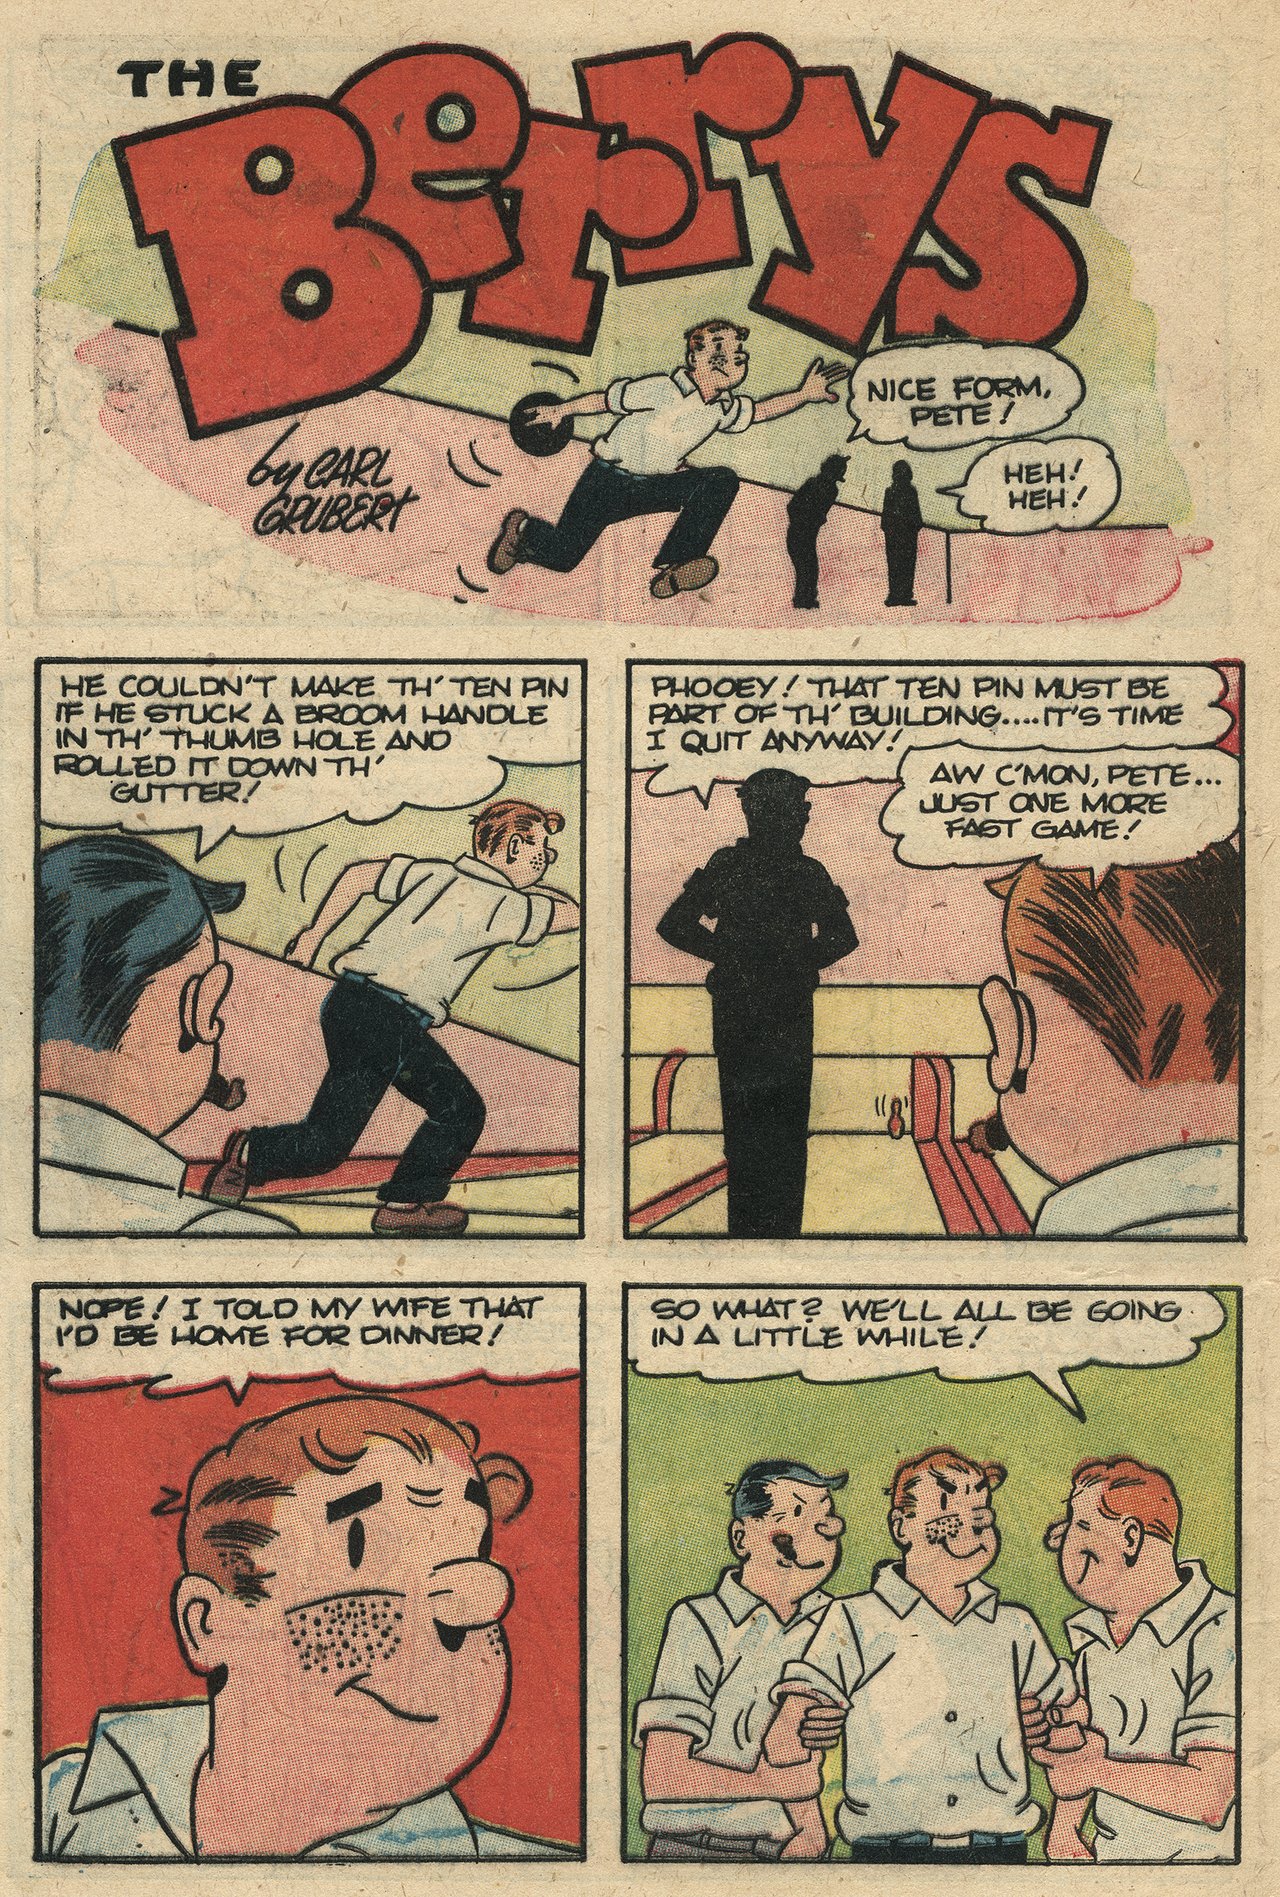 THE
Berrys
by CARL
GRUBERT
NICE FORM,
PETE!
HEH!
HEH!
HE COULDN'T MAKE TH' TEN PIN
IF HE STUCK A BROOM HANDLE
IN TH' THUMB HOLE AND
ROLLED IT DOWN TH'
GUTTER!
PHOOEY! THAT TEN PIN MUST BE
PART OF TH' BUILDING....IT'S TIME
I QUIT ANYWAY!
AW C'MON, PETE...
JUST ONE MORE
FAST GAME!
NOPE! I TOLD MY WIFE THAT
I'D BE HOME FOR DINNER!
SO WHAT? WE'LL ALL BE GOING
IN A LITTLE WHILE!